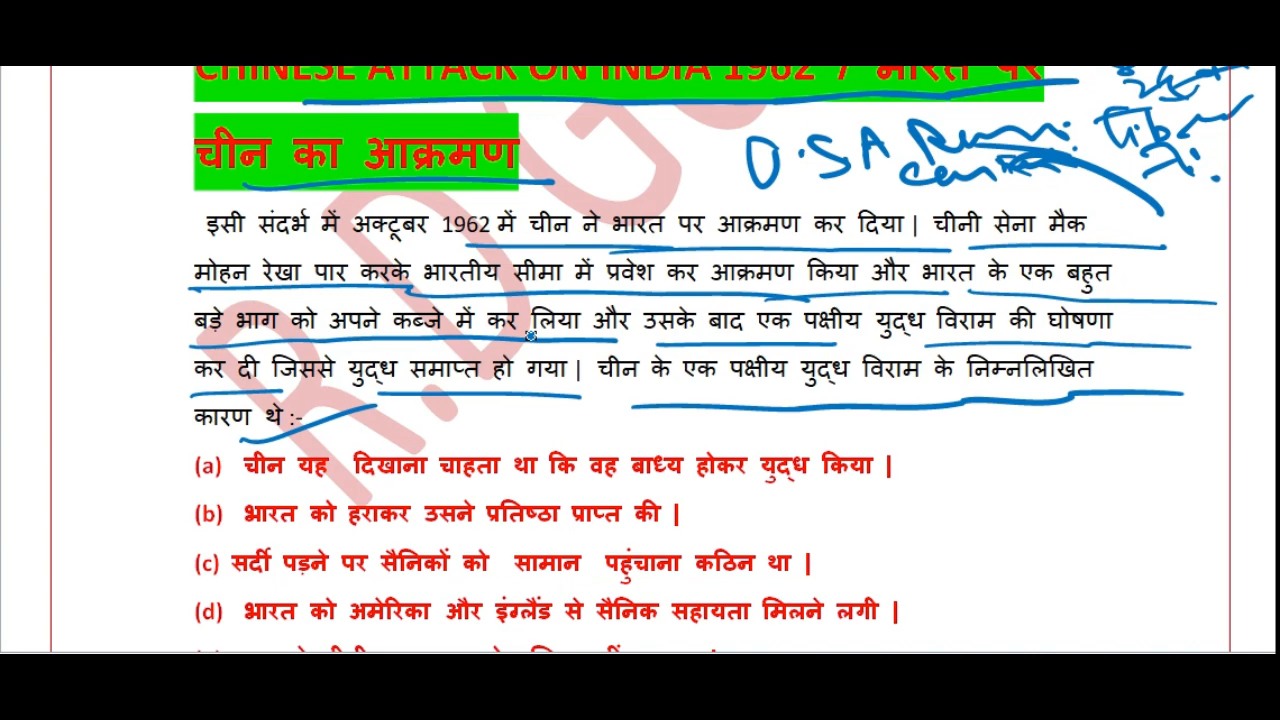 CHINESE ATTACK ON INDIA 1962 / भारत पर
चीन का आक्रमण
U.S A
इसी संदर्भ में अक्टूबर 1962 में चीन ने भारत पर आक्रमण कर दिया | चीनी सेना मैक
मोहन रेखा पार करके भारतीय सीमा में प्रवेश कर आक्रमण किया और भारत के एक बहुत
बड़े भाग को अपने कब्जे में कर लिया और उसके बाद एक पक्षीय युद्ध विराम की घोषणा
कर दी जिससे युद्ध समाप्त हो गया | चीन के एक पक्षीय युद्ध विराम के निम्नलिखित
कारण थे :-
(a) चीन यह दिखाना चाहता था कि वह बाध्य होकर युद्ध किया |
(b) भारत को हराकर उसने प्रतिष्ठा प्राप्त की |
(c) सर्दी पड़ने पर सैनिकों को सामान पहुंचाना कठिन था |
(d) भारत को अमेरिका और इंग्लैंड से सैनिक सहायता मिलने लगी |